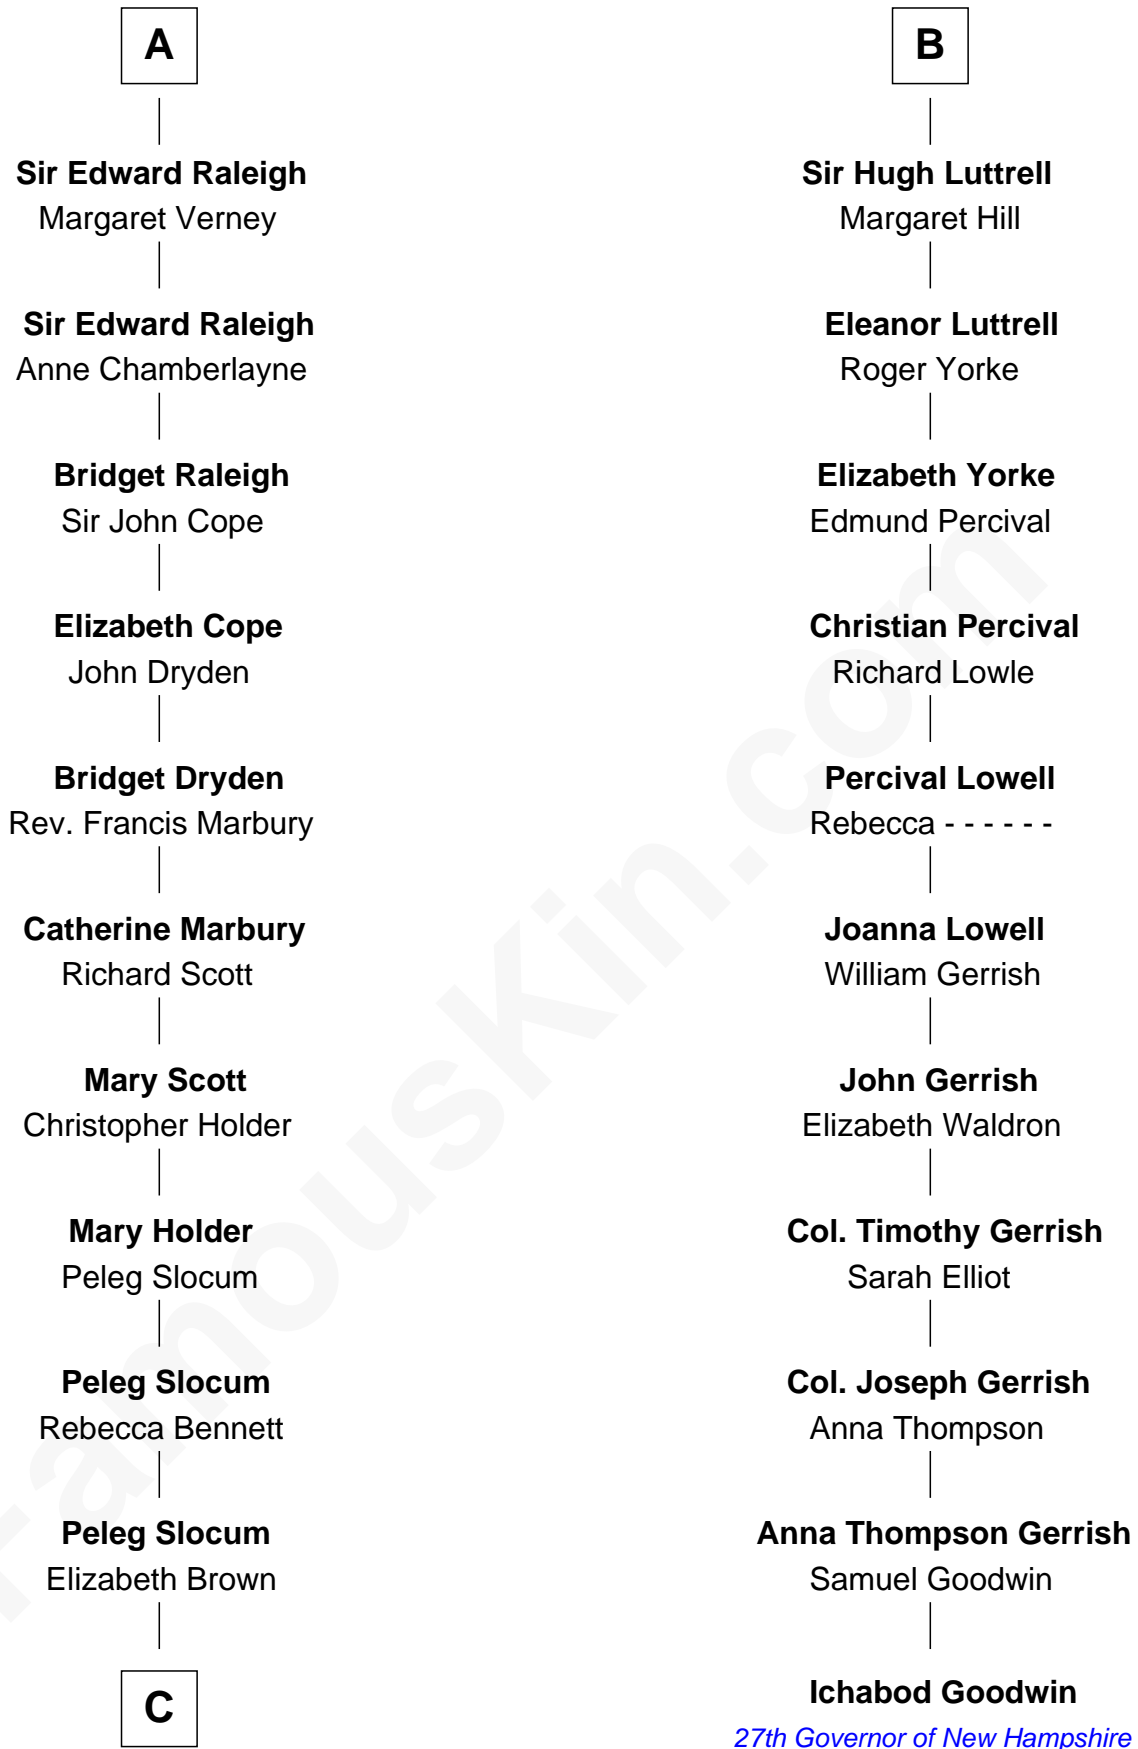 A
Sir Edward Raleigh
Margaret Verney
Sir Edward Raleigh
Anne Chamberlayne
Bridget Raleigh
Sir John Cope
Elizabeth Cope
John Dryden
Bridget Dryden
Rev. Francis Marbury
Catherine Marbury
Richard Scott
Mary Scott
Christopher Holder
Mary Holder
Peleg Slocum
Peleg Slocum
Rebecca Bennett
Peleg Slocum
Elizabeth Brown
C
B
Sir Hugh Luttrell
Margaret Hill
Eleanor Luttrell
Roger Yorke
Elizabeth Yorke
Edmund Percival
Christian Percival
Richard Lowle
Percival Lowell
Rebecca - - - - - -
Joanna Lowell
William Gerrish
John Gerrish
Elizabeth Waldron
Col. Timothy Gerrish
Sarah Elliot
Col. Joseph Gerrish
Anna Thompson
Anna Thompson Gerrish
Samuel Goodwin
Ichabod Goodwin
27th Governor of New Hampshire
FamousKin.com